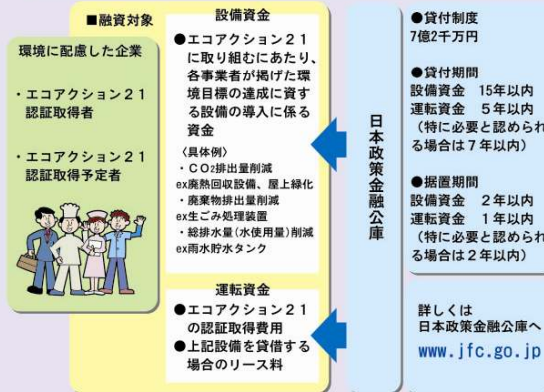 ■融資対象
環境に配慮した企業
・エコアクション21
認証取得者
・エコアクション21
認証取得予定者
設備資金
●エコアクション21
に取り組むにあたり、
各事業者が掲げた環
境目標の達成に資す
る設備の導入に係る
資金
〈具体例〉
・CO2排出量削減
ex廃熱回収設備、屋上緑化
・廃棄物排出量削減
ex生ごみ処理装置
・総排水量(水使用量)削減
ex雨水貯水タンク
運転資金
●エコアクション21
の認証取得費用
●上記設備を貸借する
場合のリース料
日本政策金融公庫
●貸付制度
7億2千万円
●貸付期間
設備資金 15年以内
運転資金 5年以内
(特に必要と認められ
る場合は7年以内)
●据置期間
設備資金 2年以内
運転資金 1年以内
(特に必要と認められ
る場合は2年以内)
詳しくは
日本政策金融公庫へ
www.jfc.go.jp